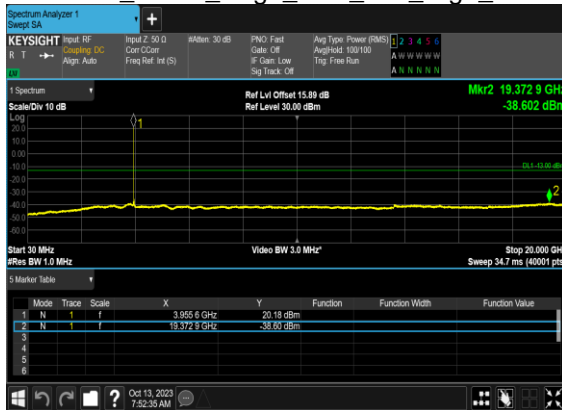 Spectrum Analyzer 1
Swept SA
+
KEYSIGHT
R T
Input: RF
Coupling: DC
Align: Auto
Input Z: 50 Ω
Corr CCorr
Freq Ref: Int (S)
#Atten: 30 dB
PNO: Fast
Gate: Off
IF Gain: Low
Sig Track: Off
Avg Type: Power (RMS)
Avg|Hold: 100/100
Trig: Free Run
1 2 3 4 5 6
A W W W W W
A N N N N N
1 Spectrum
Scale/Div 10 dB
Ref Lvl Offset 15.89 dB
Ref Level 30.00 dBm
Mkr2 19.372 9 GHz
-38.602 dBm
Log
20.0
10.0
0.00
-10.0
-20.0
-30.0
-40.0
-50.0
-60.0
1
DL1 -13.00 dBm
2
Start 30 MHz
#Res BW 1.0 MHz
Video BW 3.0 MHz*
Stop 20.000 GHz
Sweep 34.7 ms (40001 pts)
5 Marker Table
Mode Trace Scale X Y Function Function Width Function Value
1 N 1 f 3.955 6 GHz 20.18 dBm
2 N 1 f 19.372 9 GHz -38.60 dBm
3
4
5
6
?
Oct 13, 2023
7:52:35 AM